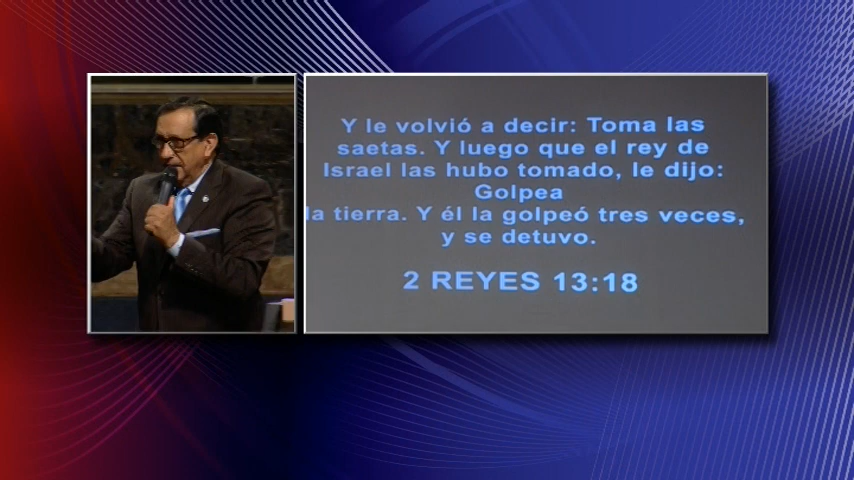 Y le volvió a decir: Toma las
saetas. Y luego que el rey de
Israel las hubo tomado, le dijo:
Golpea
la tierra. Y él la golpeó tres veces,
y se detuvo.
2 REYES 13:18